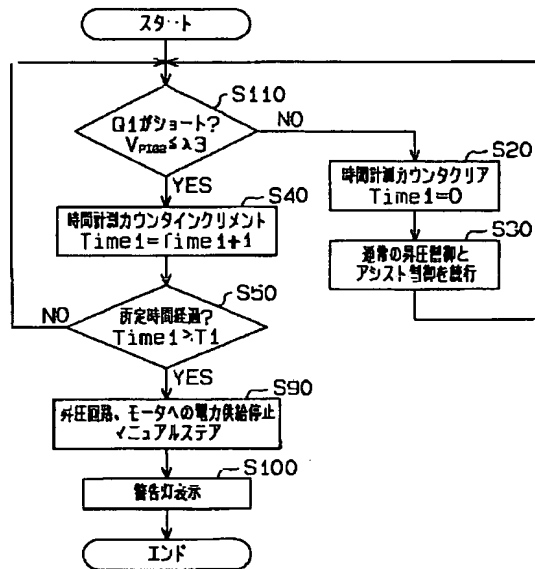 スタート
S110
Q1がショート?
VPIG2≦λ3
NO
YES
S20
時間計測カウンタクリア
Time1=0
S40
時間計測カウンタインクリメント
Time1=Time1+1
S30
通常の昇圧制御と
アシスト制御を続行
S50
所定時間経過?
Time1≧T1
NO
YES
S90
昇圧回路、モータへの電力供給停止
マニュアルステア
S100
警告灯表示
エンド